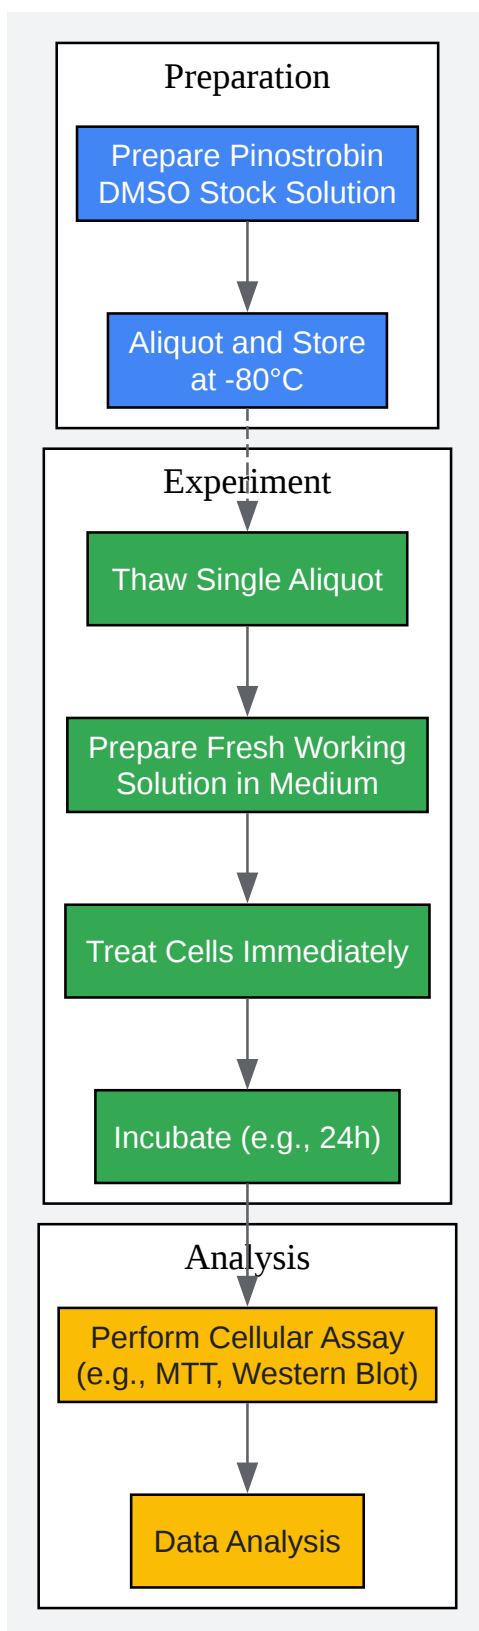 Preparation
Prepare Pinostrobin
DMSO Stock Solution
Aliquot and Store
at -80°C
Experiment
Thaw Single Aliquot
Prepare Fresh Working
Solution in Medium
Treat Cells Immediately
Incubate (e.g., 24h)
Analysis
Perform Cellular Assay
(e.g., MTT, Western Blot)
Data Analysis